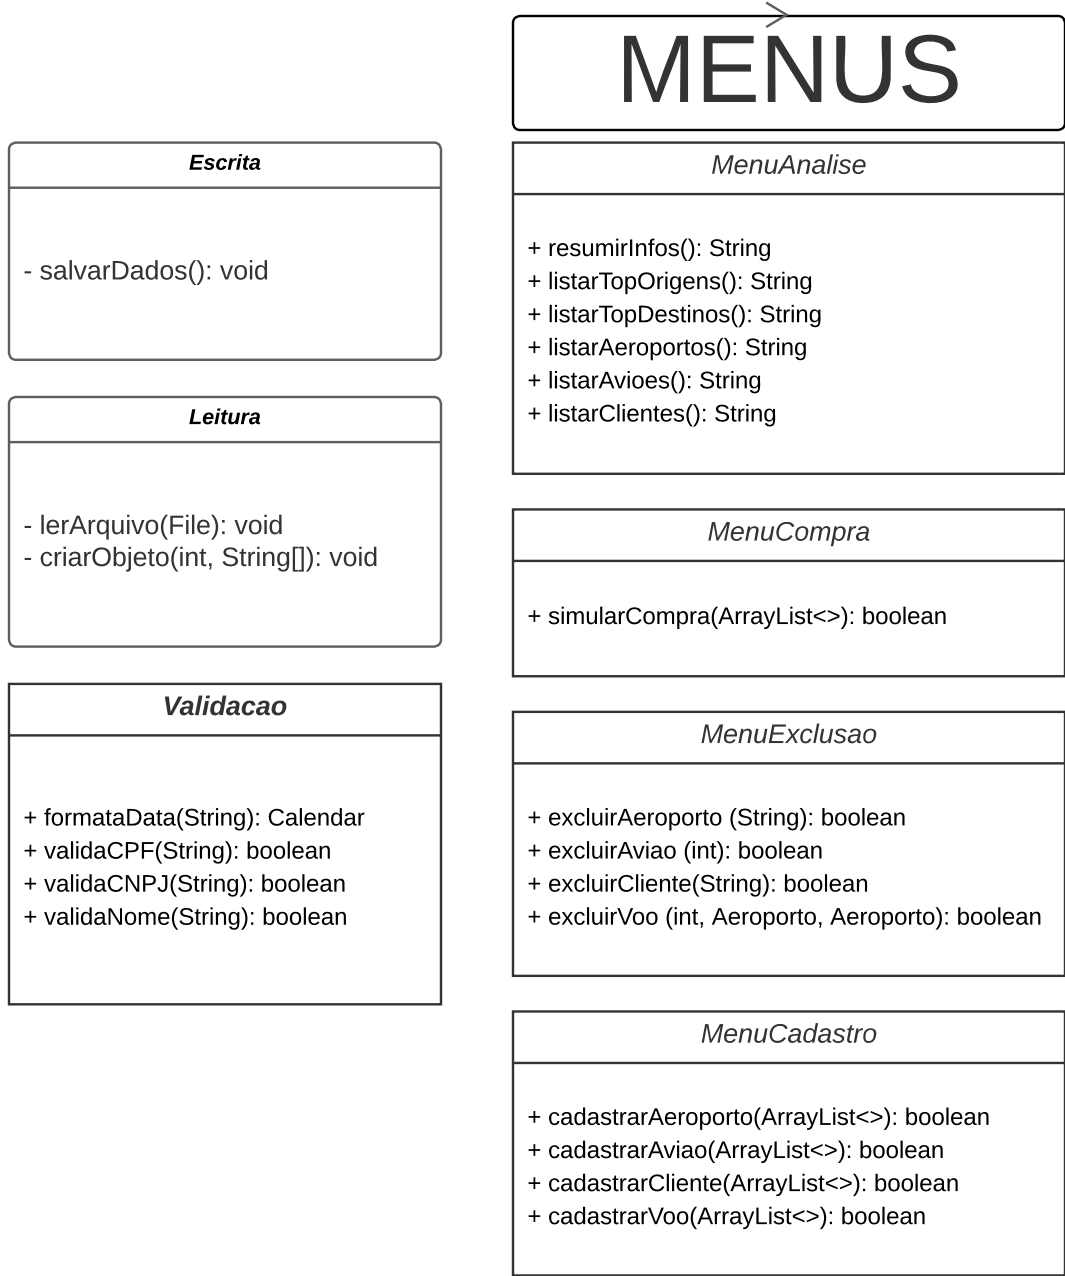 MENUS
Escrita
- salvarDados(): void
Leitura
- lerArquivo(File): void
- criarObjeto(int, String[]): void
Validacao
+ formataData(String): Calendar
+ validaCPF(String): boolean
+ validaCNPJ(String): boolean
+ validaNome(String): boolean
MenuAnalise
+ resumirInfos(): String
+ listarTopOrigens(): String
+ listarTopDestinos(): String
+ listarAeroportos(): String
+ listarAvioes(): String
+ listarClientes(): String
MenuCompra
+ simularCompra(ArrayList<>): boolean
MenuExclusao
+ excluirAeroporto (String): boolean
+ excluirAviao (int): boolean
+ excluirCliente(String): boolean
+ excluirVoo (int, Aeroporto, Aeroporto): boolean
MenuCadastro
+ cadastrarAeroporto(ArrayList<>): boolean
+ cadastrarAviao(ArrayList<>): boolean
+ cadastrarCliente(ArrayList<>): boolean
+ cadastrarVoo(ArrayList<>): boolean